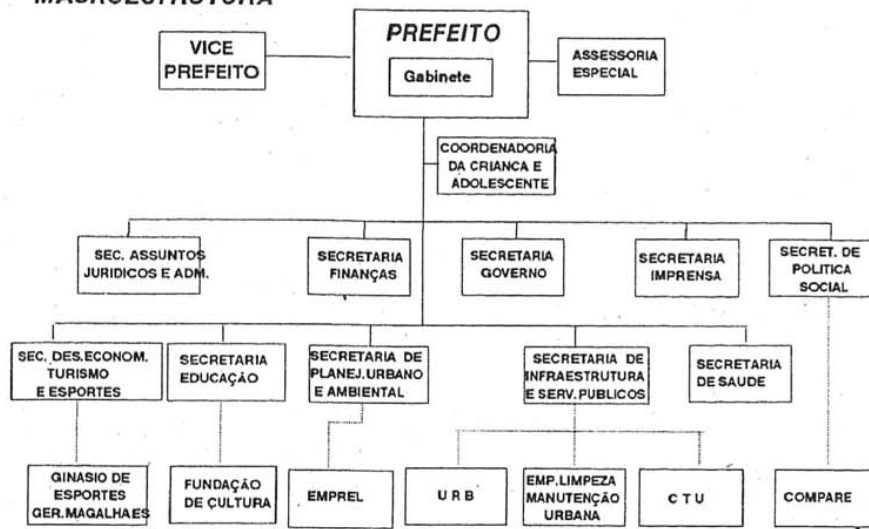 MACROESTRUTURA
VICE
PREFEITO
PREFEITO
Gabinete
ASSESSORIA
ESPECIAL
COORDENADORIA
DA CRIANCA E
ADOLESCENTE
SEC. ASSUNTOS
JURIDICOS E ADM.
SECRETARIA
FINANÇAS
SECRETARIA
GOVERNO
SECRETARIA
IMPRENSA
SECRET. DE
POLITICA
SOCIAL
SEC. DES.ECONOM.
TURISMO
E ESPORTES
SECRETARIA
EDUCAÇÃO
SECRETARIA DE
PLANEJ.URBANO
E AMBIENTAL
SECRETARIA DE
INFRAESTRUTURA
E SERV.PUBLICOS
SECRETARIA
DE SAUDE
GINASIO DE
ESPORTES
GER.MAGALHAES
FUNDAÇÃO
DE CULTURA
EMPREL
U R B
EMP.LIMPEZA
MANUTENÇÃO
URBANA
C T U
COMPARE